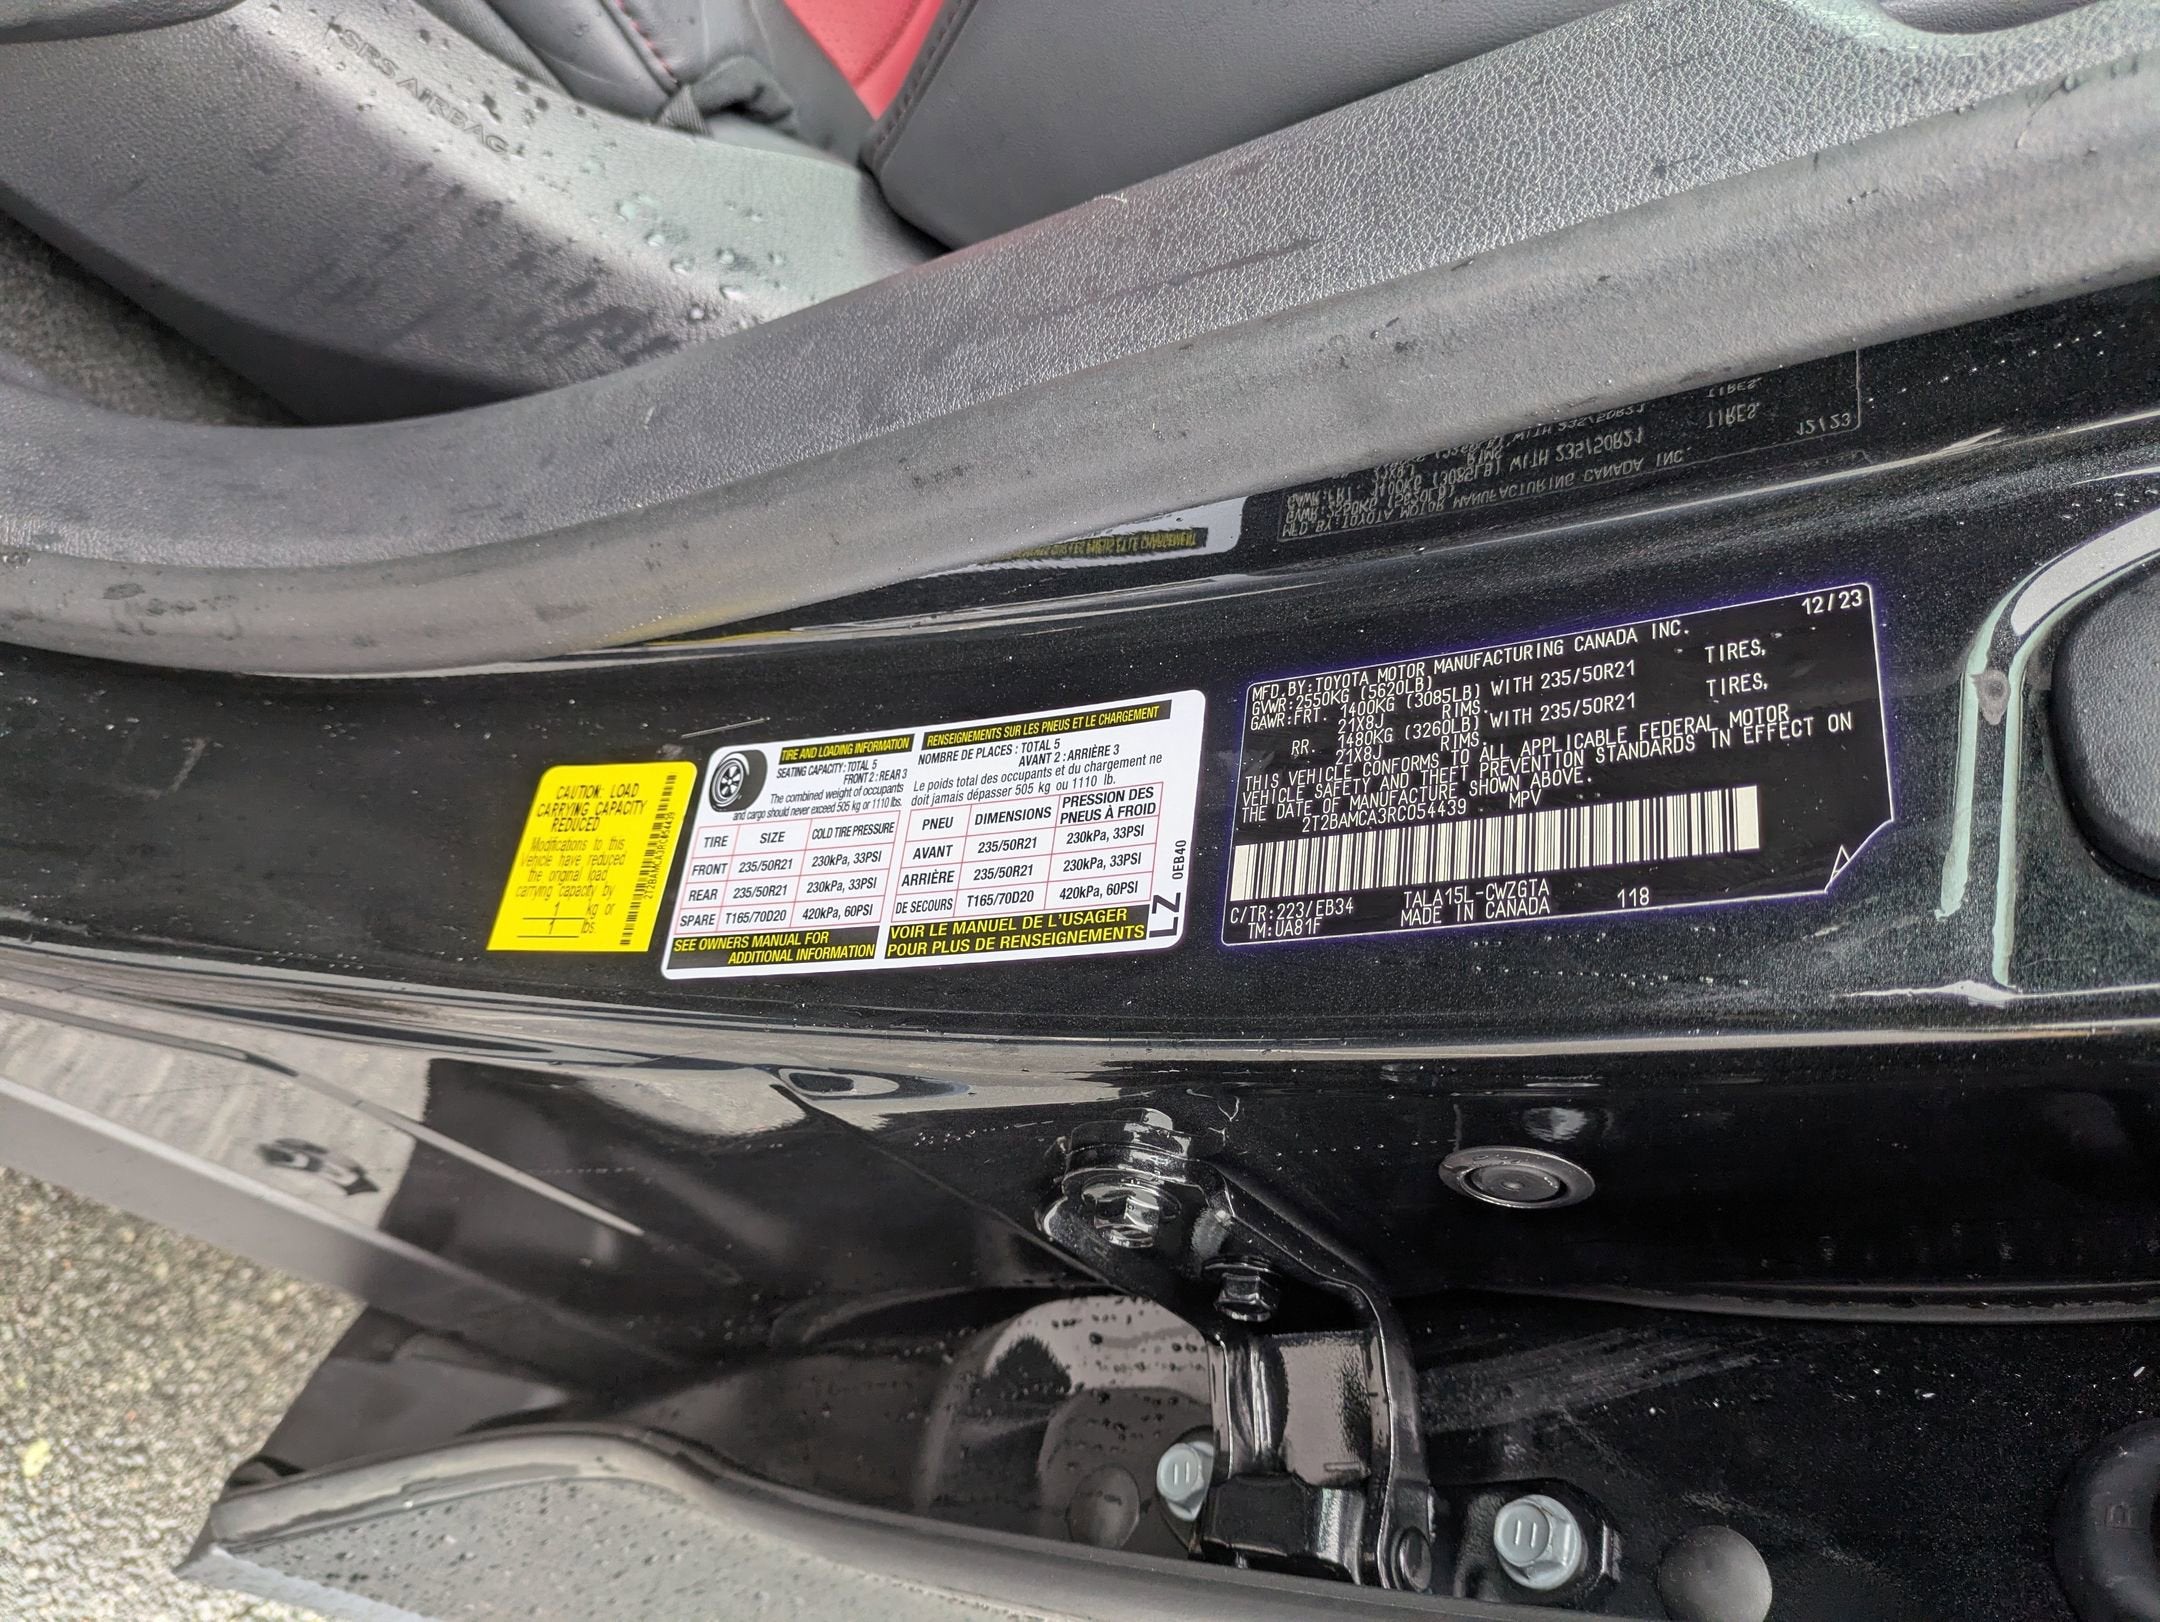 SRS AIRBAG
CAUTION: LOAD
CARRYING CAPACITY
REDUCED
Modifications to this
vehicle have reduced
the original load
carrying capacity by
1 kg or
1 lbs.
2T2BAMCA3RC054439
TIRE AND LOADING INFORMATION
SEATING CAPACITY: TOTAL 5
FRONT 2 : REAR 3
The combined weight of occupants
and cargo should never exceed 505 kg or 1110 lbs.
TIRE SIZE COLD TIRE PRESSURE
FRONT 235/50R21 230kPa, 33PSI
REAR 235/50R21 230kPa, 33PSI
SPARE T165/70D20 420kPa, 60PSI
SEE OWNERS MANUAL FOR
ADDITIONAL INFORMATION
RENSEIGNEMENTS SUR LES PNEUS ET LE CHARGEMENT
NOMBRE DE PLACES : TOTAL 5
AVANT 2 : ARRIÈRE 3
Le poids total des occupants et du chargement ne
doit jamais dépasser 505 kg ou 1110 lb.
PNEU DIMENSIONS PRESSION DES
PNEUS À FROID
AVANT 235/50R21 230kPa, 33PSI
ARRIÈRE 235/50R21 230kPa, 33PSI
DE SECOURS T165/70D20 420kPa, 60PSI
VOIR LE MANUEL DE L'USAGER
POUR PLUS DE RENSEIGNEMENTS
LZ 0EB40
12/23
MFD.BY:TOYOTA MOTOR MANUFACTURING CANADA INC.
GVWR:2550KG (5620LB)
GAWR:FRT. 1400KG (3085LB) WITH 235/50R21 TIRES,
21X8J RIMS.
RR. 1480KG (3260LB) WITH 235/50R21 TIRES,
21X8J RIMS.
THIS VEHICLE CONFORMS TO ALL APPLICABLE FEDERAL MOTOR
VEHICLE SAFETY AND THEFT PREVENTION STANDARDS IN EFFECT ON
THE DATE OF MANUFACTURE SHOWN ABOVE.
2T2BAMCA3RC054439 MPV
C/TR:223/EB34 TALA15L-CWZGTA 118
TM:UA81F MADE IN CANADA